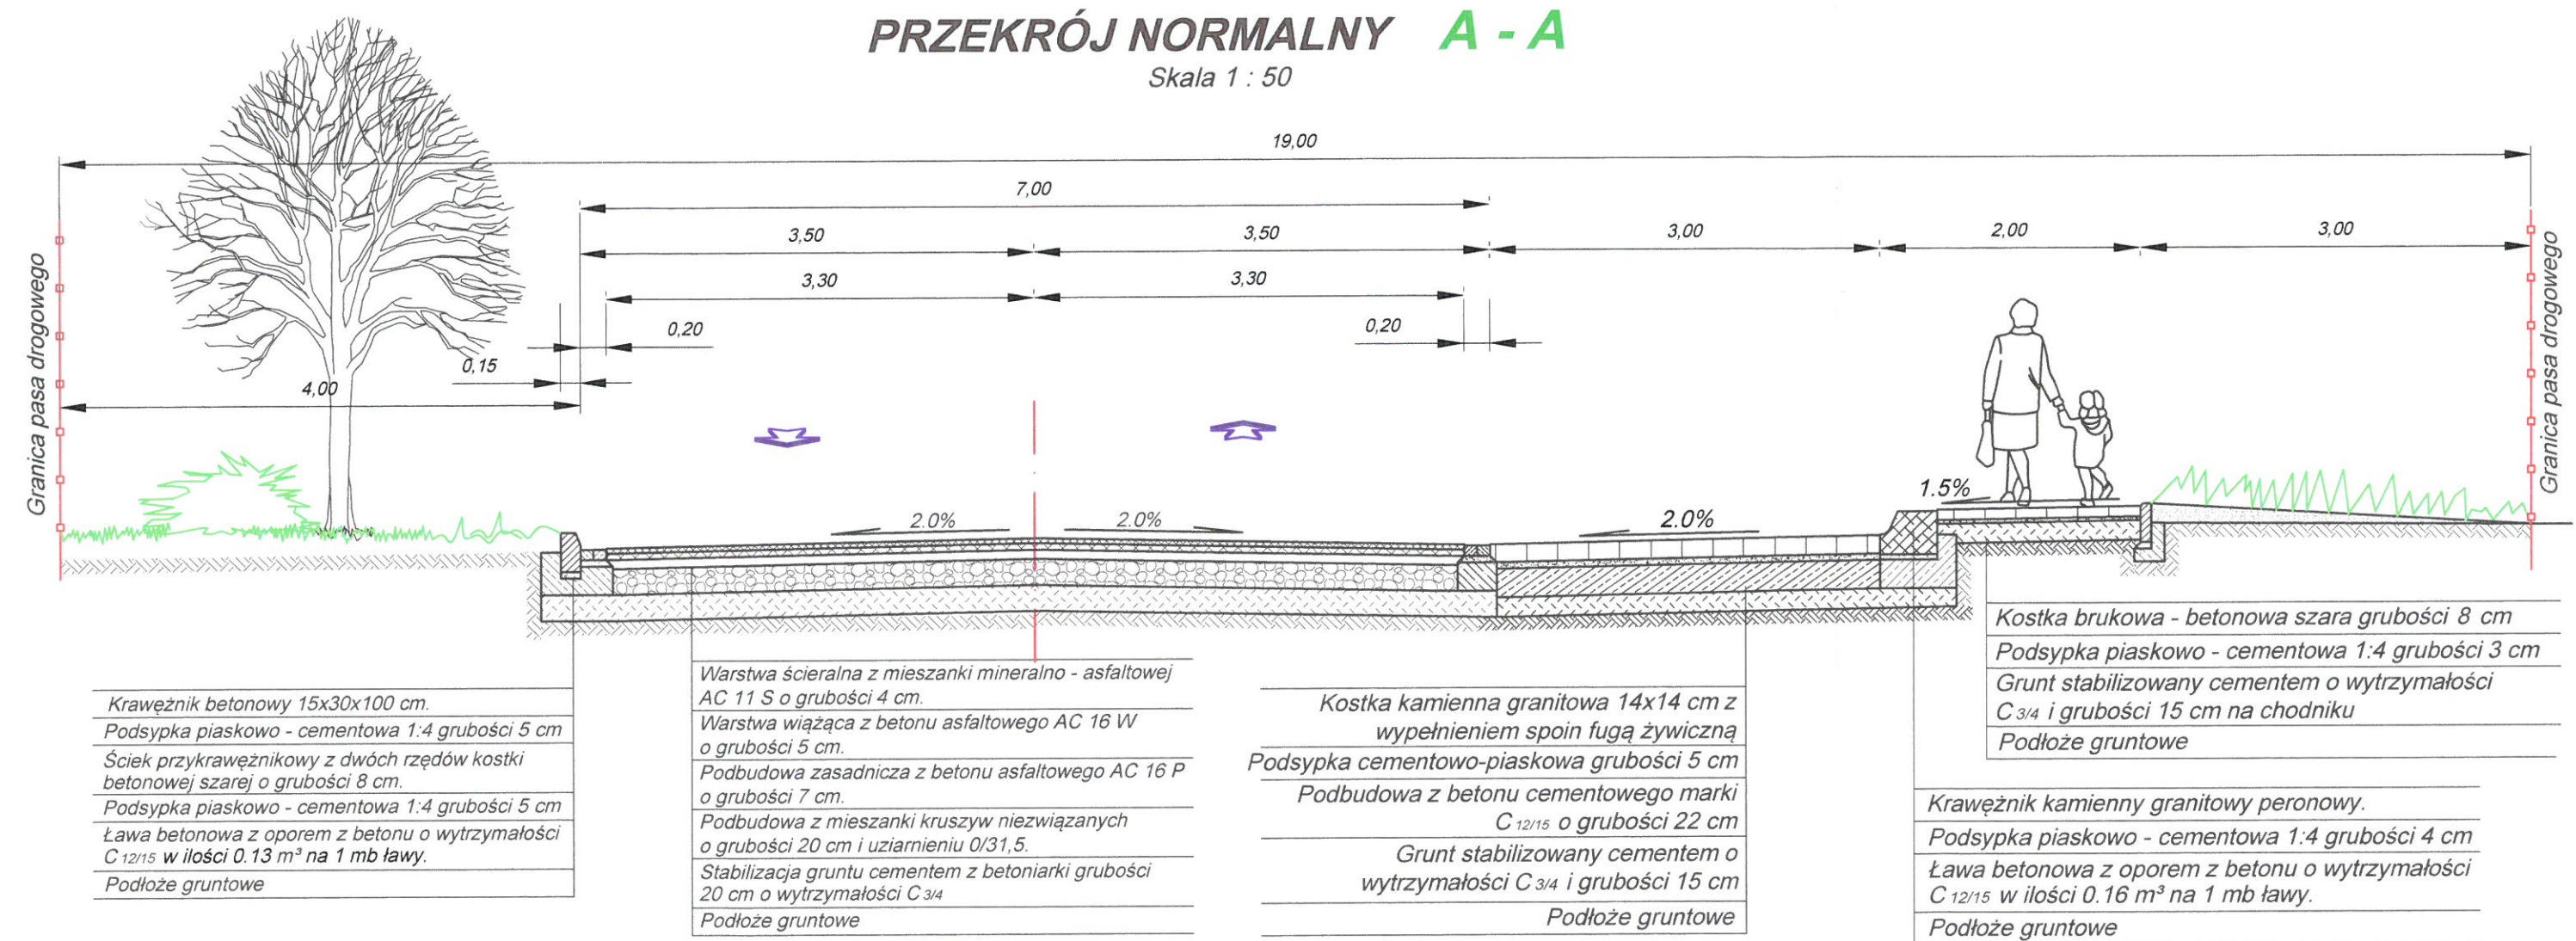 PRZEKRÓJ NORMALNY A - A
Skala 1 : 50
19,00
7,00
3,50
3,50
3,00
2,00
3,00
3,30
3,30
0,20
0,20
0,15
4,00
Granica pasa drogowego
Granica pasa drogowego
2.0%
2.0%
2.0%
1.5%
Krawężnik betonowy 15x30x100 cm.
Podsypka piaskowo - cementowa 1:4 grubości 5 cm
Ściek przykrawężnikowy z dwóch rzędów kostki
betonowej szarej o grubości 8 cm.
Podsypka piaskowo - cementowa 1:4 grubości 5 cm
Ława betonowa z oporem z betonu o wytrzymałości
C 12/15 w ilości 0.13 m³ na 1 mb ławy.
Podłoże gruntowe
Warstwa ścieralna z mieszanki mineralno - asfaltowej
AC 11 S o grubości 4 cm.
Warstwa wiążąca z betonu asfaltowego AC 16 W
o grubości 5 cm.
Podbudowa zasadnicza z betonu asfaltowego AC 16 P
o grubości 7 cm.
Podbudowa z mieszanki kruszyw niezwiązanych
o grubości 20 cm i uziarnieniu 0/31,5.
Stabilizacja gruntu cementem z betoniarki grubości
20 cm o wytrzymałości C 3/4
Podłoże gruntowe
Kostka kamienna granitowa 14x14 cm z
wypełnieniem spoin fugą żywiczną
Podsypka cementowo-piaskowa grubości 5 cm
Podbudowa z betonu cementowego marki
C 12/15 o grubości 22 cm
Grunt stabilizowany cementem o
wytrzymałości C 3/4 i grubości 15 cm
Podłoże gruntowe
Kostka brukowa - betonowa szara grubości 8 cm
Podsypka piaskowo - cementowa 1:4 grubości 3 cm
Grunt stabilizowany cementem o wytrzymałości
C 3/4 i grubości 15 cm na chodniku
Podłoże gruntowe
Krawężnik kamienny granitowy peronowy.
Podsypka piaskowo - cementowa 1:4 grubości 4 cm
Ława betonowa z oporem z betonu o wytrzymałości
C 12/15 w ilości 0.16 m³ na 1 mb ławy.
Podłoże gruntowe